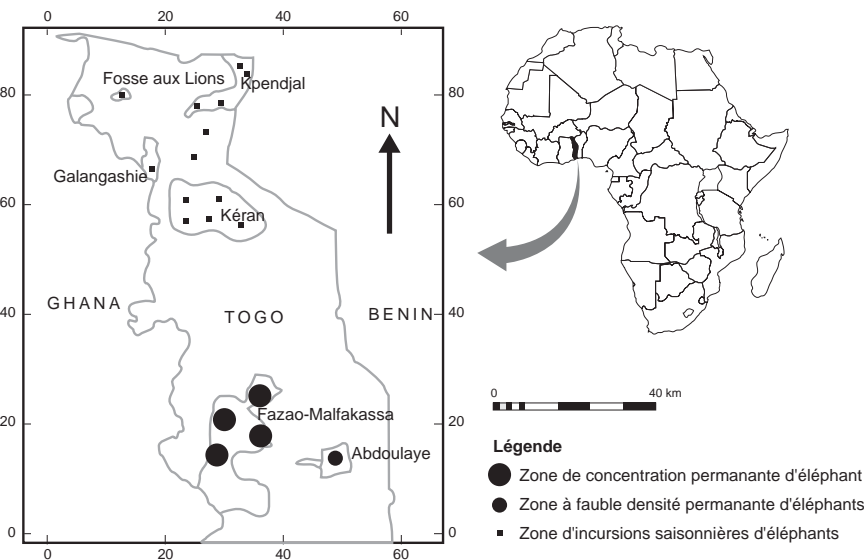 0 20 40 60
80 80
60 60
40 40
20 20
0 0
0 20 40 60
Fosse aux Lions
Kpendjal
Galangashie
Kéran
N
GHANA
TOGO
BENIN
Fazao-Malfakassa
Abdoulaye
0 40 km
Légende
Zone de concentration permanante d'éléphant
Zone à fauble densité permanante d'éléphants
Zone d'incursions saisonnières d'éléphants